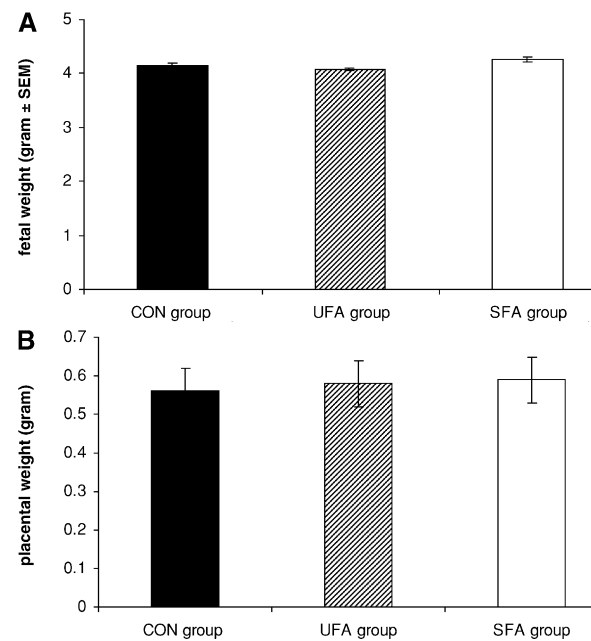 A
fetal weight (gram ± SEM)
5
4
3
2
1
0
CON group
UFA group
SFA group
B
placental weight (gram)
0.7
0.6
0.5
0.4
0.3
0.2
0.1
0
CON group
UFA group
SFA group